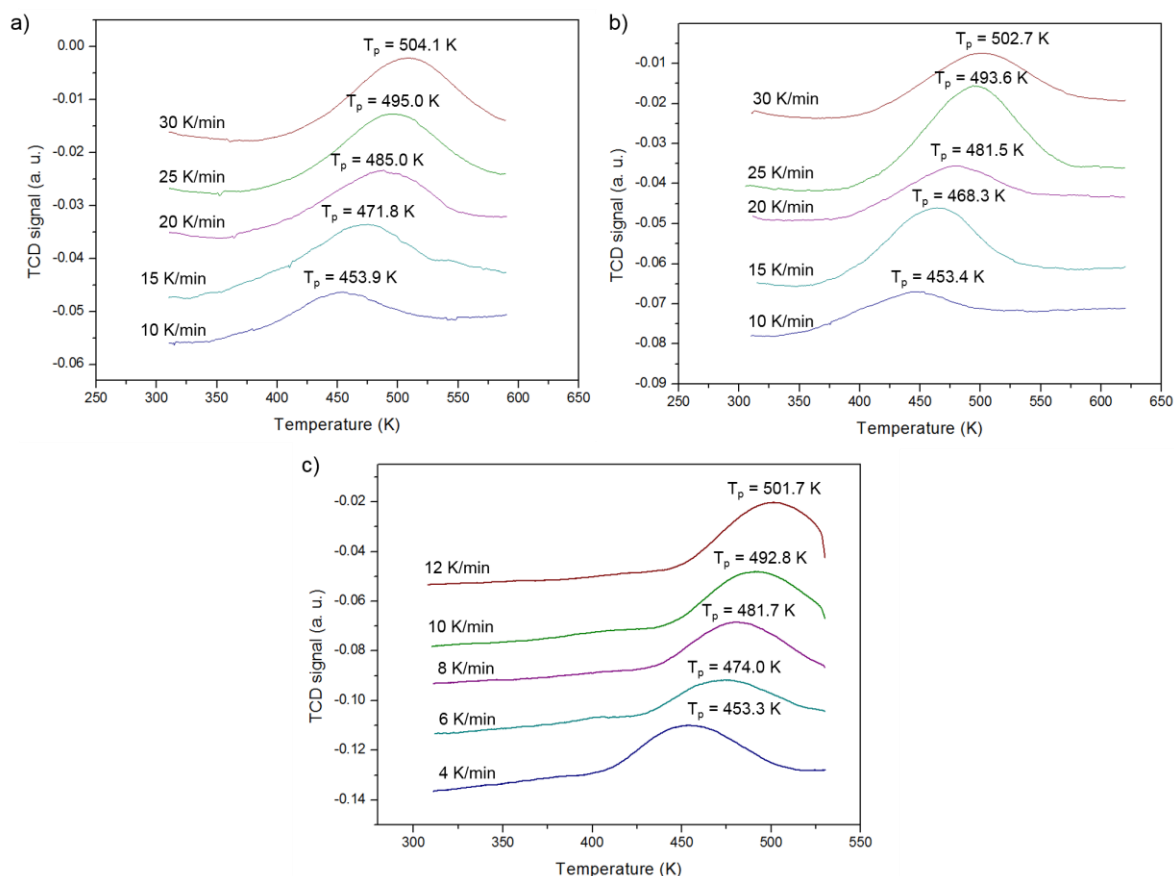 a)
T_p = 504.1 K
T_p = 495.0 K
T_p = 485.0 K
T_p = 471.8 K
T_p = 453.9 K
30 K/min
25 K/min
20 K/min
15 K/min
10 K/min
0.00
-0.01
-0.02
-0.03
-0.04
-0.05
-0.06
TCD signal (a. u.)
250 300 350 400 450 500 550 600 650
Temperature (K)
b)
T_p = 502.7 K
T_p = 493.6 K
T_p = 481.5 K
T_p = 468.3 K
T_p = 453.4 K
30 K/min
25 K/min
20 K/min
15 K/min
10 K/min
-0.01
-0.02
-0.03
-0.04
-0.05
-0.06
-0.07
-0.08
-0.09
TCD signal (a. u.)
250 300 350 400 450 500 550 600 650
Temperature (K)
c)
T_p = 501.7 K
T_p = 492.8 K
T_p = 481.7 K
T_p = 474.0 K
T_p = 453.3 K
12 K/min
10 K/min
8 K/min
6 K/min
4 K/min
-0.02
-0.04
-0.06
-0.08
-0.10
-0.12
-0.14
TCD signal (a. u.)
300 350 400 450 500 550
Temperature (K)